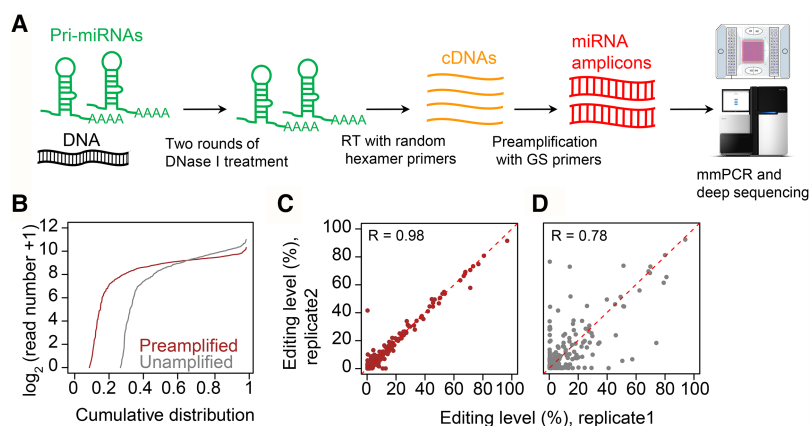 A
Pri-miRNAs
AAAA
AAAA
DNA
Two rounds of
DNase I treatment
AAAA
AAAA
RT with random
hexamer primers
cDNAs
Preamplification
with GS primers
miRNA
amplicons
mmPCR and
deep sequencing
B
log2 (read number +1)
12
10
8
6
4
2
0
Preamplified
Unamplified
0 0.2 0.4 0.6 0.8 1
Cumulative distribution
C
Editing level (%),
replicate2
100
80
60
40
20
0
R = 0.98
0 20 40 60 80 100
D
R = 0.78
0 20 40 60 80 100
Editing level (%), replicate1